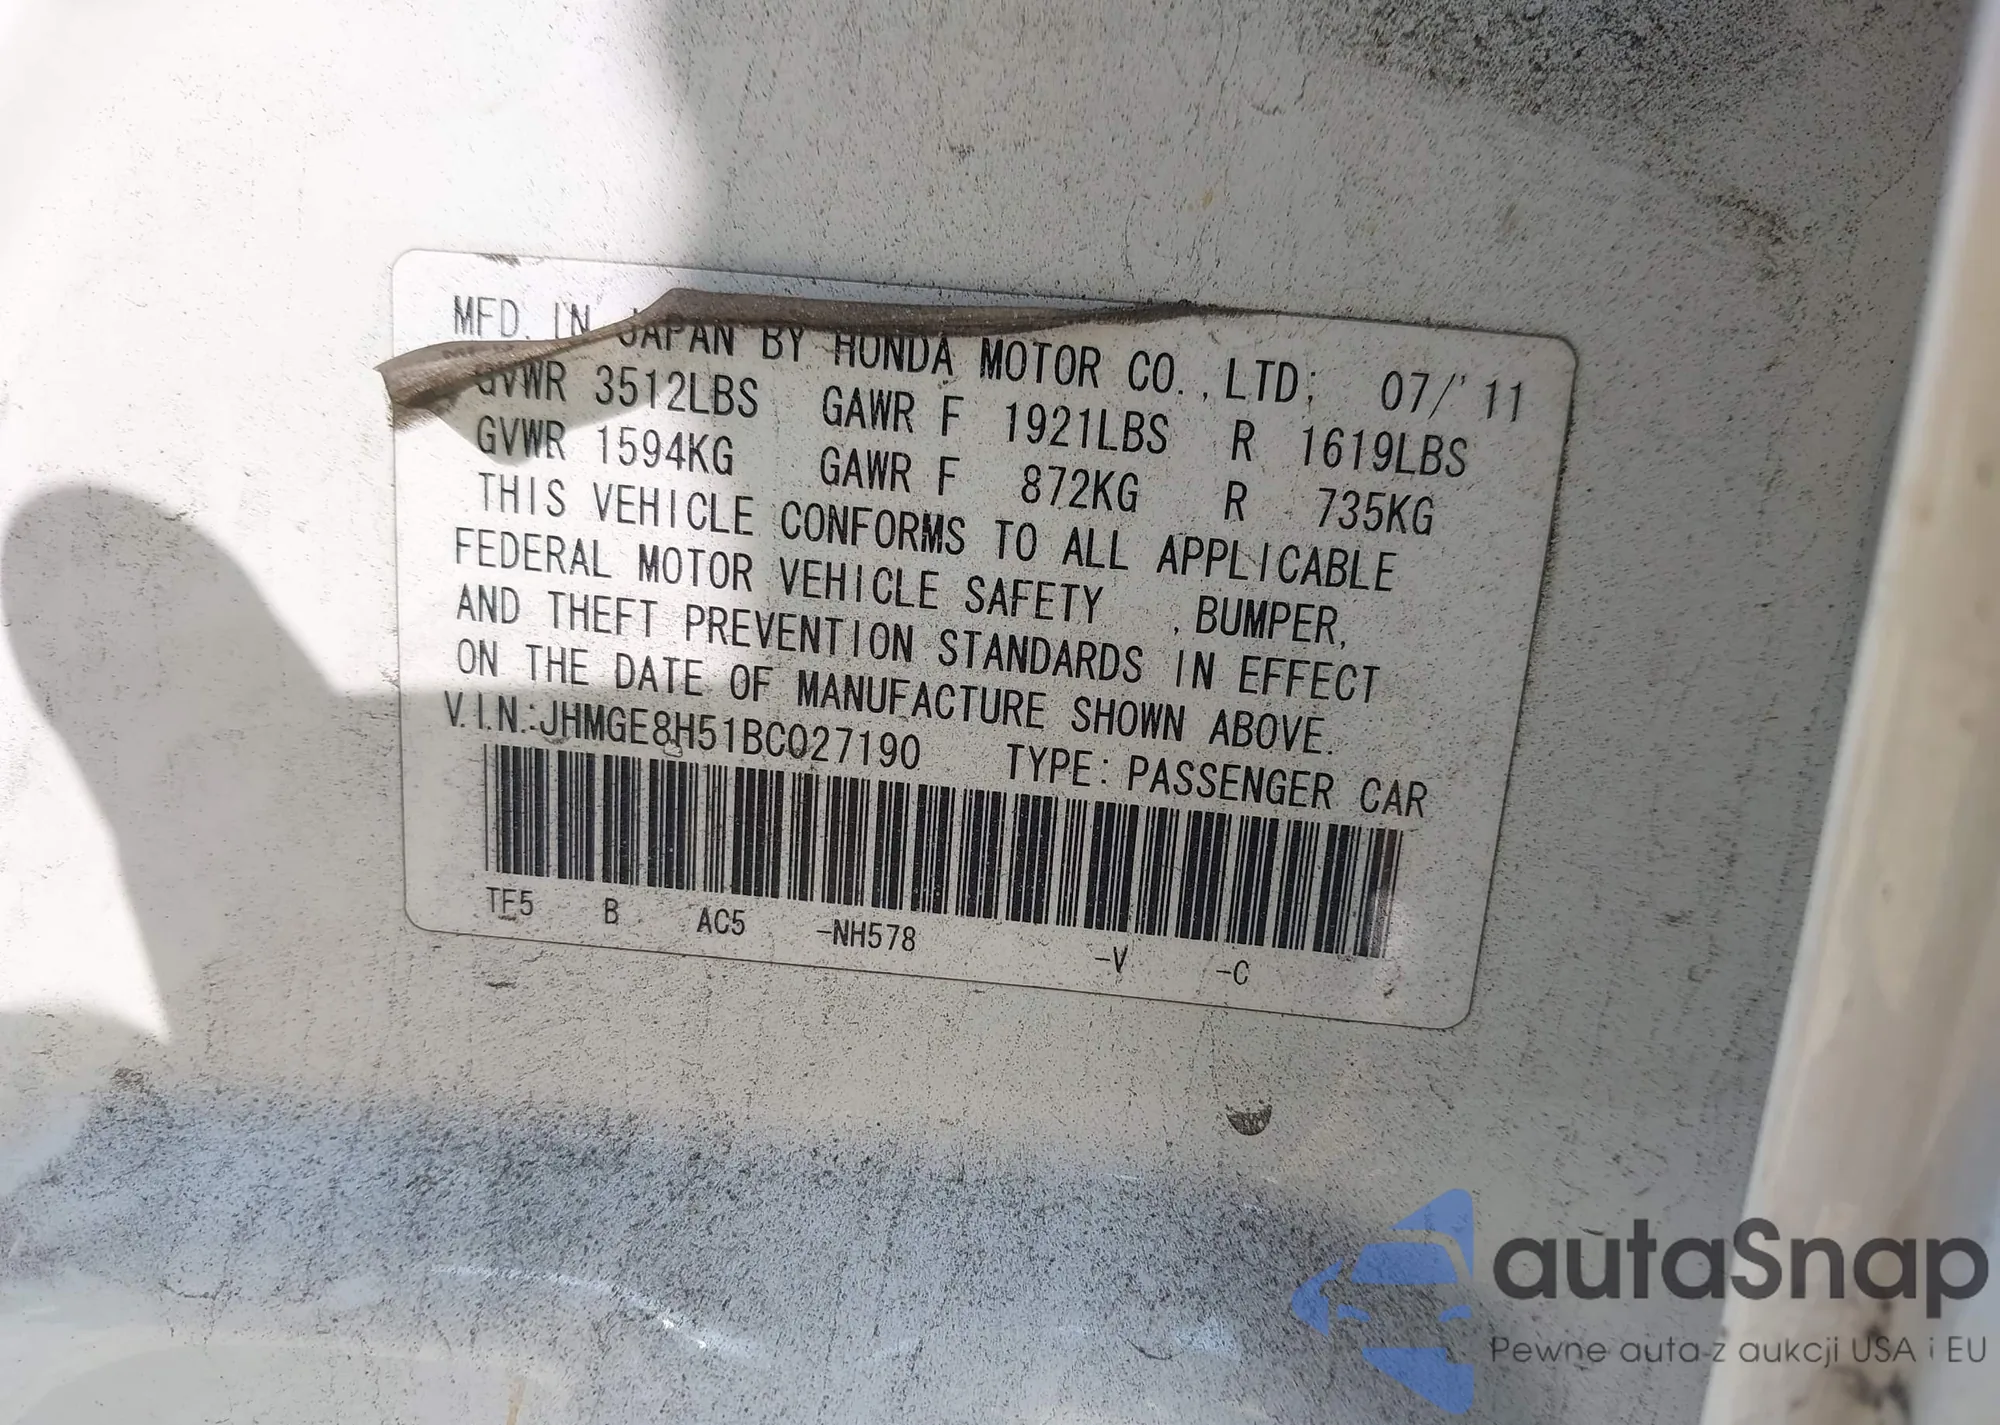 MFD. IN JAPAN BY HONDA MOTOR CO.,LTD; 07/'11
GVWR 3512LBS GAWR F 1921LBS R 1619LBS
GVWR 1594KG GAWR F 872KG R 735KG
THIS VEHICLE CONFORMS TO ALL APPLICABLE
FEDERAL MOTOR VEHICLE SAFETY ,BUMPER,
AND THEFT PREVENTION STANDARDS IN EFFECT
ON THE DATE OF MANUFACTURE SHOWN ABOVE.
V.I.N.:JHMGE8H51BC027190 TYPE: PASSENGER CAR
TF5 B AC5 -NH578 -V -C
autaSnap
Pewne auta z aukcji USA i EU